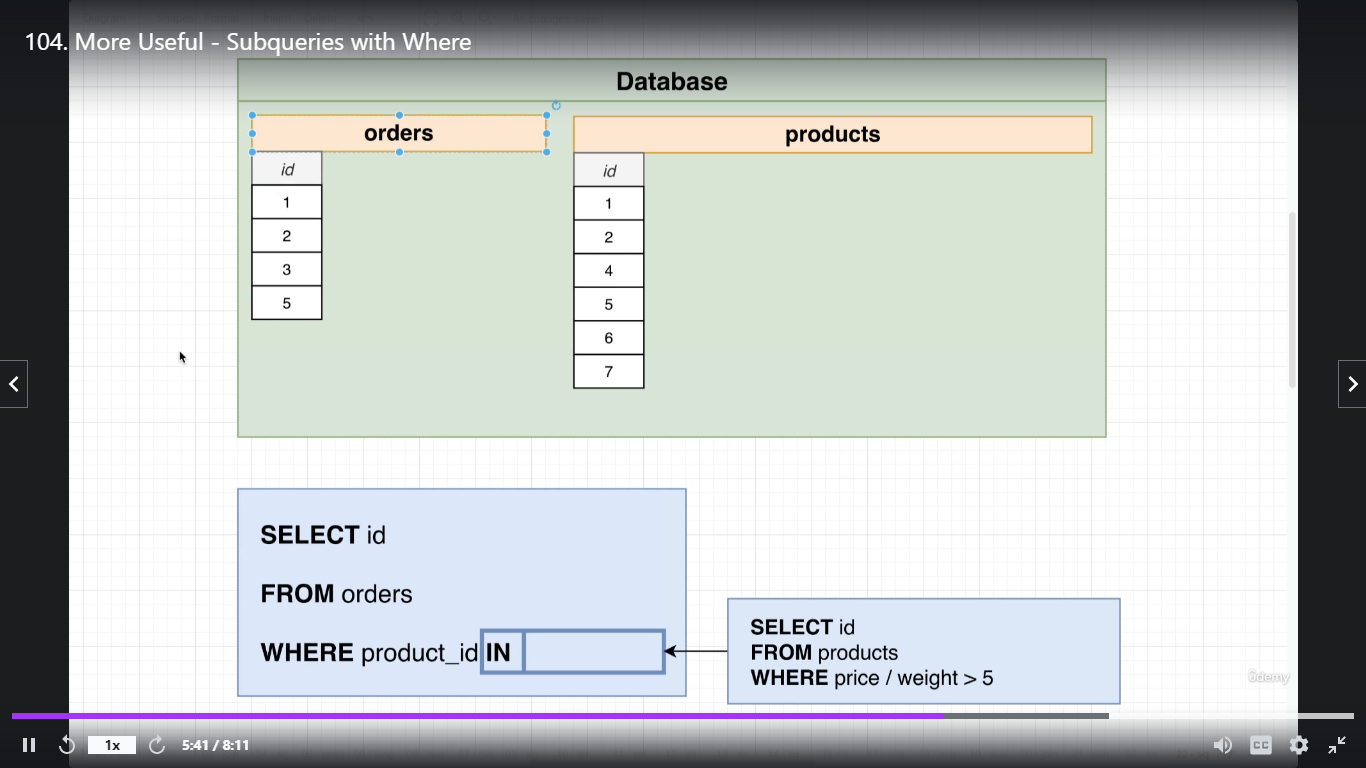 104. More Useful - Subqueries with Where
Database
orders
products
id
1
2
3
5
id
1
2
4
5
6
7
SELECT id
FROM orders
WHERE product_id IN
SELECT id
FROM products
WHERE price / weight > 5
ûdemy
1x
5:41 / 8:11
CC